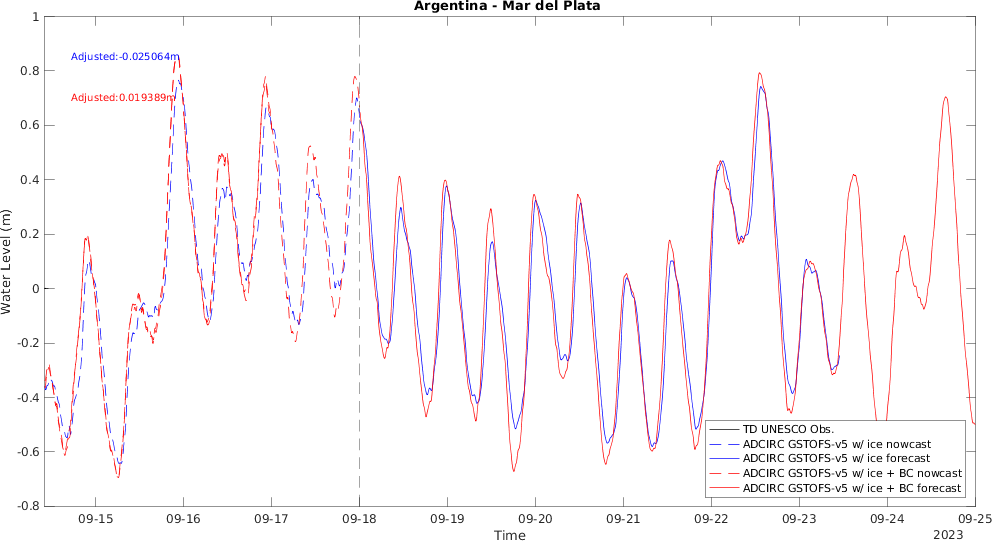 Argentina - Mar del Plata
Adjusted:-0.025064m
Adjusted:0.019389m
Water Level (m)
1
0.8
0.6
0.4
0.2
0
-0.2
-0.4
-0.6
-0.8
TD UNESCO Obs.
ADCIRC GSTOFS-v5 w/ ice nowcast
ADCIRC GSTOFS-v5 w/ ice forecast
ADCIRC GSTOFS-v5 w/ ice + BC nowcast
ADCIRC GSTOFS-v5 w/ ice + BC forecast
09-15 09-16 09-17 09-18 09-19 09-20 09-21 09-22 09-23 09-24 09-25
Time
2023